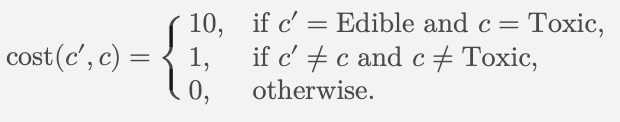 cost(c′, c) = { 10, if c′ = Edible and c = Toxic,
1, if c′ ≠ c and c ≠ Toxic,
0, otherwise.